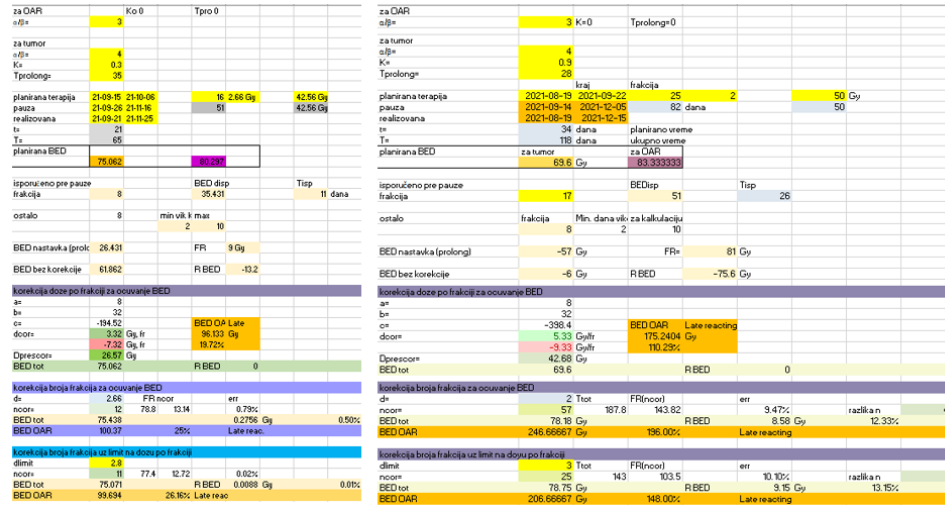 za OAR Ko 0 Tpro 0
α/β= 3
za tumor
α/β= 4
K= 0.3
Tprolong= 35
planirana terapija 21-09-15 21-10-06 16 2.66 Gy 42.56 Gy
pauza 21-09-26 21-11-16 51 42.56 Gy
realizovana 21-09-21 21-11-25
t= 21
T= 65
planirana BED
75.062 80.297
isporučeno pre pauze BED disp Tisp
frakcija 8 35.431 11 dana
ostalo 8 min vik k max
2 10
BED nastavka (prolc 26.431 FR 9 Gy
BED bez korekcije 61.862 R BED -13.2
korekcija doze po frakciji za ocuvanje BED
a= 8
b= 32
c= -194.52 BED OA Late
dcor= 3.32 Gy, fr 96.133 Gy
-7.32 Gy, fr 19.72%
Dprescor= 26.57 Gy
BED tot 75.062 R BED 0
korekcija broja frakcija za ocuvanje BED
d= 2.66 FR ncor err
ncor= 12 78.8 13.14 0.79%
BED tot 75.438 0.2756 Gy 0.50%
BED OAR 100.37 25% Late reac.
korekcija broja frakcija uz limit na dozu po frakciji
dlimit 2.8
ncor= 11 77.4 12.72 0.02%
BED tot 75.071 R BED 0.0088 Gy 0.01%
BED OAR 99.694 26.16% Late reac
za OAR
α/β= 3 K=0 Tprolong=0
za tumor
α/β= 4
K= 0.9
Tprolong= 28
kraj frakcija
planirana terapija 2021-08-19 2021-09-22 25 2 50 Gy
pauza 2021-09-14 2021-12-05 82 dana 50
realizovana 2021-08-19 2021-12-15
t= 34 dana planirano vreme
T= 118 dana ukupno vreme
planirana BED za tumor za OAR
69.6 Gy 83.333333
isporučeno pre pauze BEDisp Tisp
frakcija 17 51 26
ostalo frakcija Min. dana vik za kalkulaciju
8 2 10
BED nastavka (prolong) -57 Gy FR= 81 Gy
BED bez korekcije -6 Gy R BED -75.6 Gy
korekcija doze po frakciji za ocuvanje BED
a= 8
b= 32
c= -398.4 BED OAR Late reacting
dcor= 5.33 Gy/fr 175.2404 Gy
-9.33 Gy/fr 110.29%
Dprescor= 42.68 Gy
BED tot 69.6 R BED 0
korekcija broja frakcija za ocuvanje BED
d= 2 Ttot FR(ncor) err
ncor= 57 187.8 143.82 9.47% razlika n
BED tot 78.18 Gy R BED 8.58 Gy 12.33%
BED OAR 246.66667 Gy 196.00% Late reacting
korekcija broja frakcija uz limit na doyu po frakciji
dlimit 3 Ttot FR(ncor) err
ncor= 25 143 103.5 10.10% razlika n
BED tot 78.75 Gy R BED 9.15 Gy 13.15%
BED OAR 206.66667 Gy 148.00% Late reacting